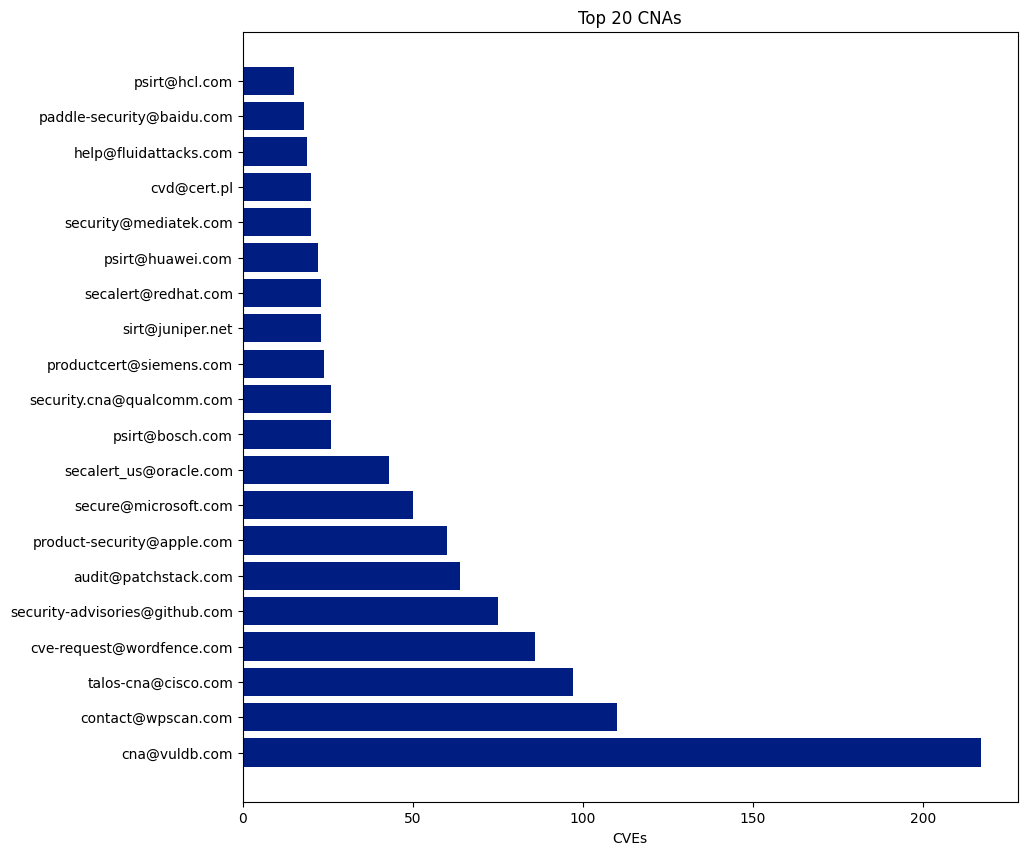 Top 20 CNAs
psirt@hcl.com
paddle-security@baidu.com
help@fluidattacks.com
cvd@cert.pl
security@mediatek.com
psirt@huawei.com
secalert@redhat.com
sirt@juniper.net
productcert@siemens.com
security.cna@qualcomm.com
psirt@bosch.com
secalert_us@oracle.com
secure@microsoft.com
product-security@apple.com
audit@patchstack.com
security-advisories@github.com
cve-request@wordfence.com
talos-cna@cisco.com
contact@wpscan.com
cna@vuldb.com
0 50 100 150 200
CVEs